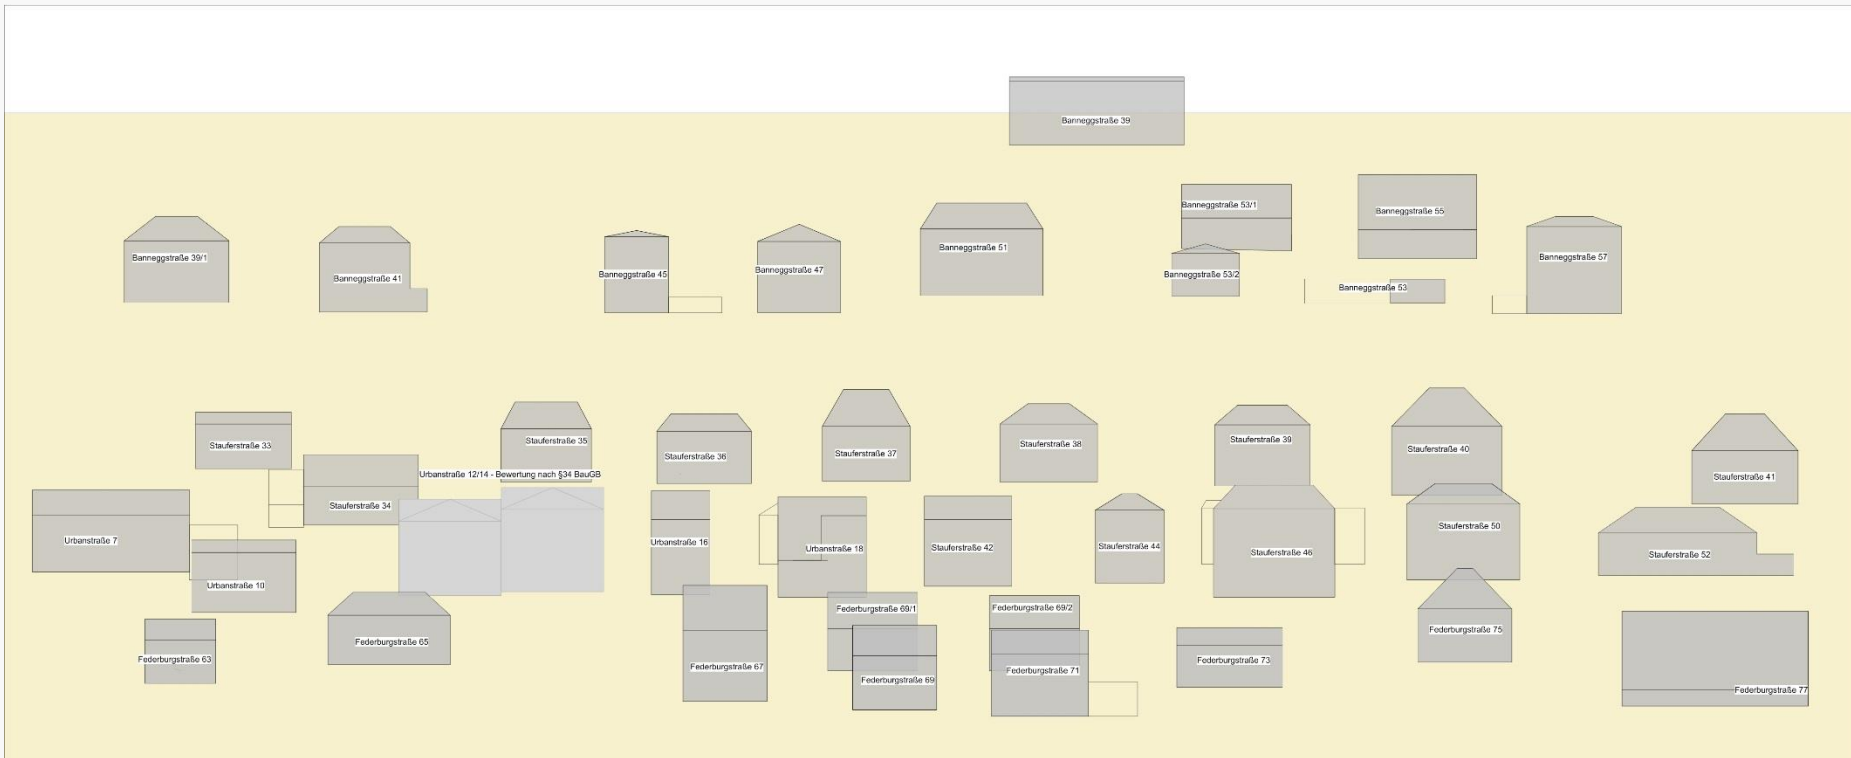 Banneggstraße 39
Banneggstraße 53/1
Banneggstraße 55
Banneggstraße 39/1
Banneggstraße 41
Banneggstraße 45
Banneggstraße 47
Banneggstraße 51
Banneggstraße 53/2
Banneggstraße 53
Banneggstraße 57
Stauferstraße 33
Stauferstraße 35
Stauferstraße 36
Stauferstraße 37
Stauferstraße 38
Stauferstraße 39
Stauferstraße 40
Stauferstraße 41
Urbanstraße 12/14 - Bewertung nach §34 BauGB
Stauferstraße 34
Urbanstraße 7
Urbanstraße 10
Urbanstraße 16
Urbanstraße 18
Stauferstraße 42
Stauferstraße 44
Stauferstraße 46
Stauferstraße 50
Stauferstraße 52
Federburgstraße 63
Federburgstraße 65
Federburgstraße 67
Federburgstraße 69/1
Federburgstraße 69
Federburgstraße 69/2
Federburgstraße 71
Federburgstraße 73
Federburgstraße 75
Federburgstraße 77